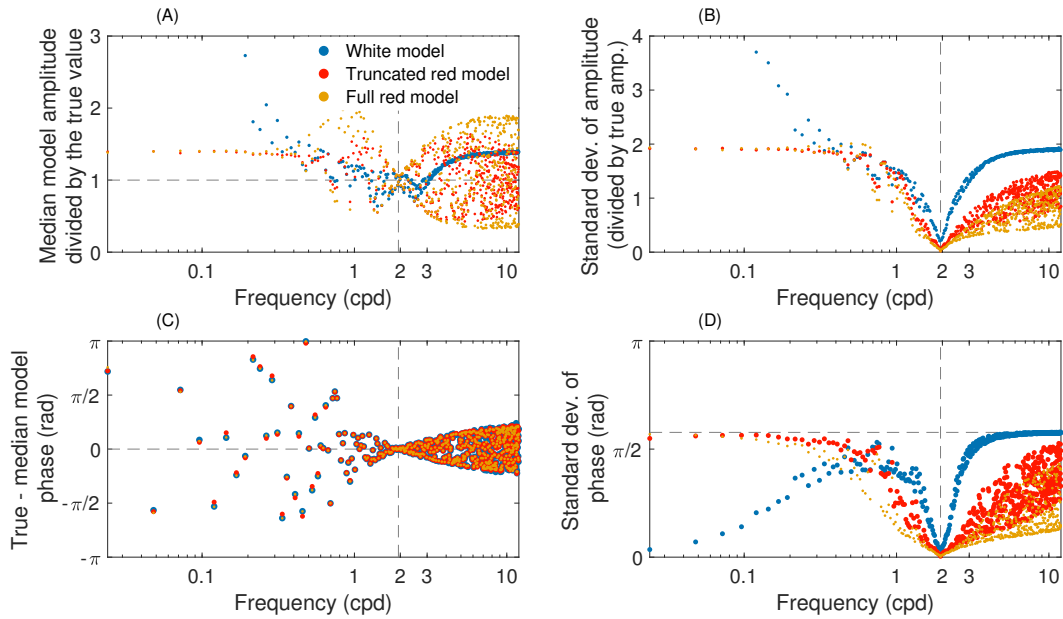 (A)
Median model amplitude
divided by the true value
3
2
1
0
White model
Truncated red model
Full red model
0.1
1
2
3
10
Frequency (cpd)
(B)
Standard dev. of amplitude
(divided by true amp.)
4
3
2
1
0
0.1
1
2
3
10
Frequency (cpd)
(C)
True - median model
phase (rad)
π
π/2
0
-π/2
-π
0.1
1
2
3
10
Frequency (cpd)
(D)
Standard dev. of
phase (rad)
π
π/2
0
0.1
1
2
3
10
Frequency (cpd)